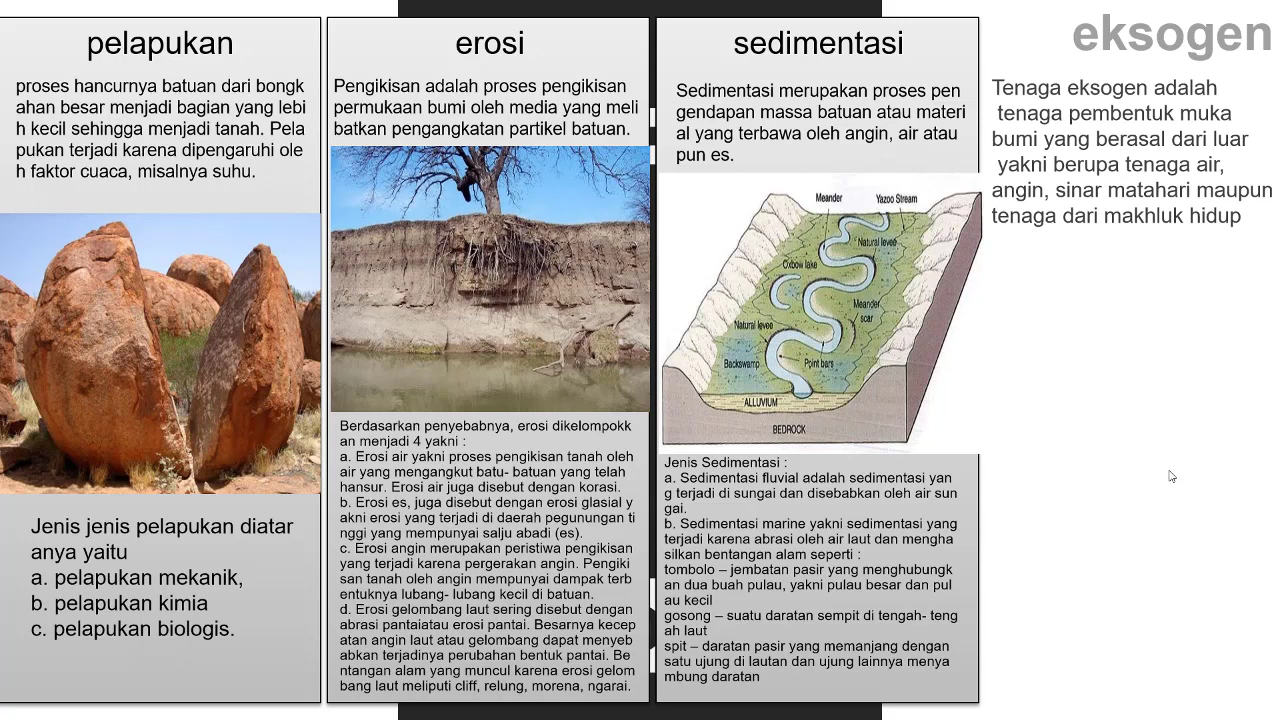 pelapukan
proses hancurnya batuan dari bongk
ahan besar menjadi bagian yang lebi
h kecil sehingga menjadi tanah. Pela
pukan terjadi karena dipengaruhi ole
h faktor cuaca, misalnya suhu.
Jenis jenis pelapukan diatar
anya yaitu
a. pelapukan mekanik,
b. pelapukan kimia
c. pelapukan biologis.
erosi
Pengikisan adalah proses pengikisan
permukaan bumi oleh media yang meli
batkan pengangkatan partikel batuan.
Berdasarkan penyebabnya, erosi dikelompokk
an menjadi 4 yakni :
a. Erosi air yakni proses pengikisan tanah oleh
air yang mengangkut batu- batuan yang telah
hansur. Erosi air juga disebut dengan korasi.
b. Erosi es, juga disebut dengan erosi glasial y
akni erosi yang terjadi di daerah pegunungan ti
nggi yang mempunyai salju abadi (es).
c. Erosi angin merupakan peristiwa pengikisan
yang terjadi karena pergerakan angin. Pengiki
san tanah oleh angin mempunyai dampak terb
entuknya lubang- lubang kecil di batuan.
d. Erosi gelombang laut sering disebut dengan
abrasi pantaiatau erosi pantai. Besarnya kecep
atan angin laut atau gelombang dapat menyeb
abkan terjadinya perubahan bentuk pantai. Be
ntangan alam yang muncul karena erosi gelom
bang laut meliputi cliff, relung, morena, ngarai.
sedimentasi
Sedimentasi merupakan proses pen
gendapan massa batuan atau materi
al yang terbawa oleh angin, air atau
pun es.
Meander
Yazoo Stream
Natural levee
Oxbow lake
Meander
scar
Natural levee
Backswamp
Point bars
ALLUVIUM
BEDROCK
Jenis Sedimentasi :
a. Sedimentasi fluvial adalah sedimentasi yan
g terjadi di sungai dan disebabkan oleh air sun
gai.
b. Sedimentasi marine yakni sedimentasi yang
terjadi karena abrasi oleh air laut dan mengha
silkan bentangan alam seperti :
tombolo – jembatan pasir yang menghubungk
an dua buah pulau, yakni pulau besar dan pul
au kecil
gosong – suatu daratan sempit di tengah- teng
ah laut
spit – daratan pasir yang memanjang dengan
satu ujung di lautan dan ujung lainnya menya
mbung daratan
eksogen
Tenaga eksogen adalah
tenaga pembentuk muka
bumi yang berasal dari luar
yakni berupa tenaga air,
angin, sinar matahari maupun
tenaga dari makhluk hidup